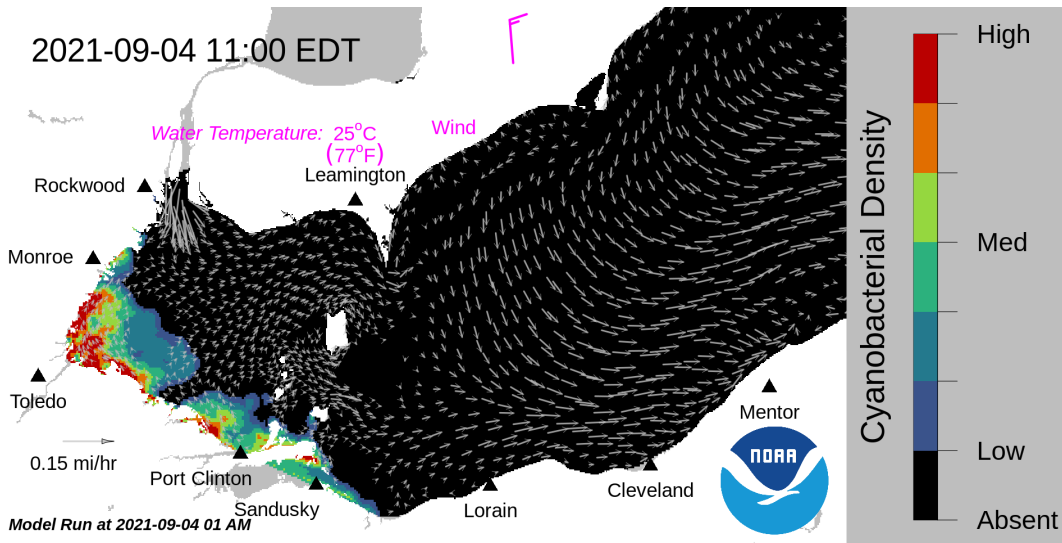 2021-09-04 11:00 EDT
High
Water Temperature: 25°C
(77°F)
Wind
Leamington
Rockwood
Monroe
Cyanobacterial Density
Med
Toledo
Mentor
0.15 mi/hr
Port Clinton
Sandusky
Lorain
Cleveland
NOAA
Low
Absent
Model Run at 2021-09-04 01 AM